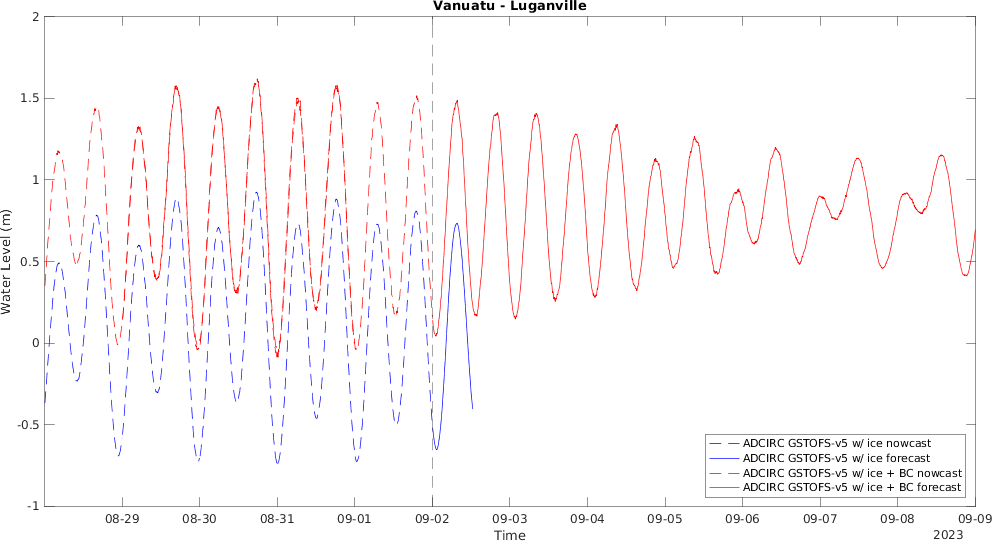 Vanuatu - Luganville
2
1.5
1
0.5
0
-0.5
-1
Water Level (m)
ADCIRC GSTOFS-v5 w/ ice nowcast
ADCIRC GSTOFS-v5 w/ ice forecast
ADCIRC GSTOFS-v5 w/ ice + BC nowcast
ADCIRC GSTOFS-v5 w/ ice + BC forecast
08-29 08-30 08-31 09-01 09-02 09-03 09-04 09-05 09-06 09-07 09-08 09-09
Time
2023